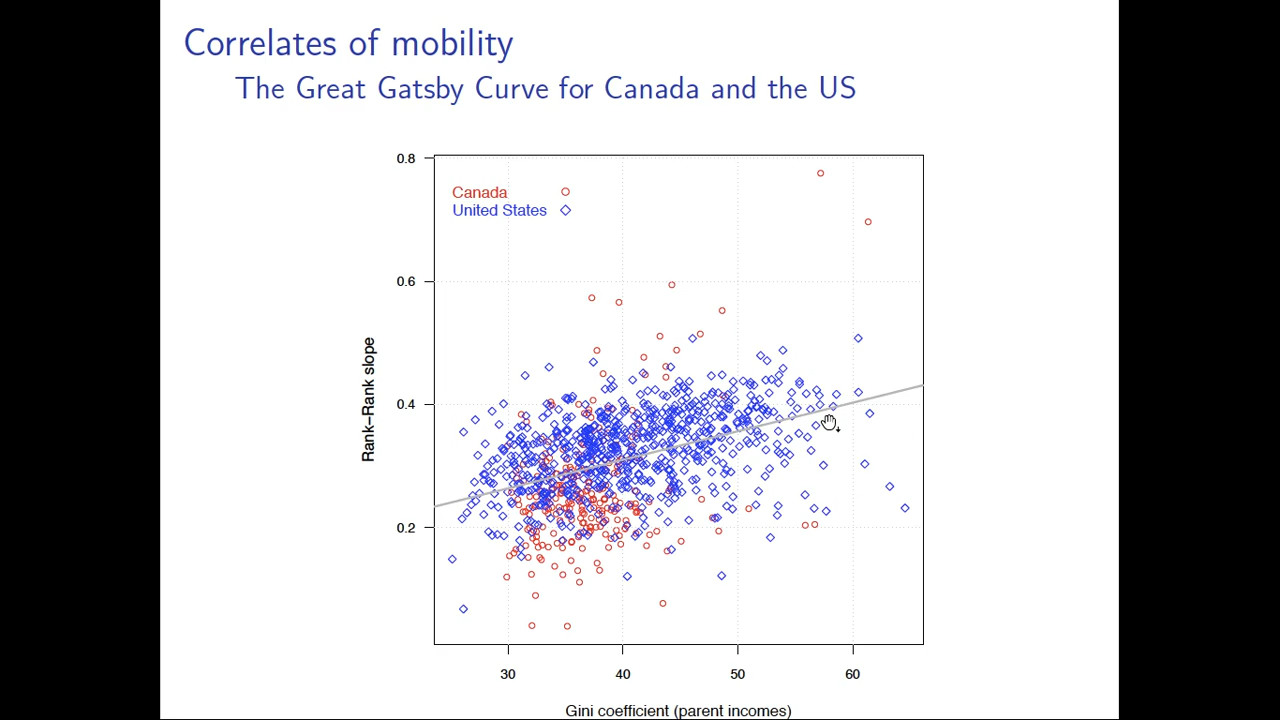 Correlates of mobility
The Great Gatsby Curve for Canada and the US
0.8
Canada
United States
0.6
Rank–Rank slope
0.4
0.2
30 40 50 60
Gini coefficient (parent incomes)